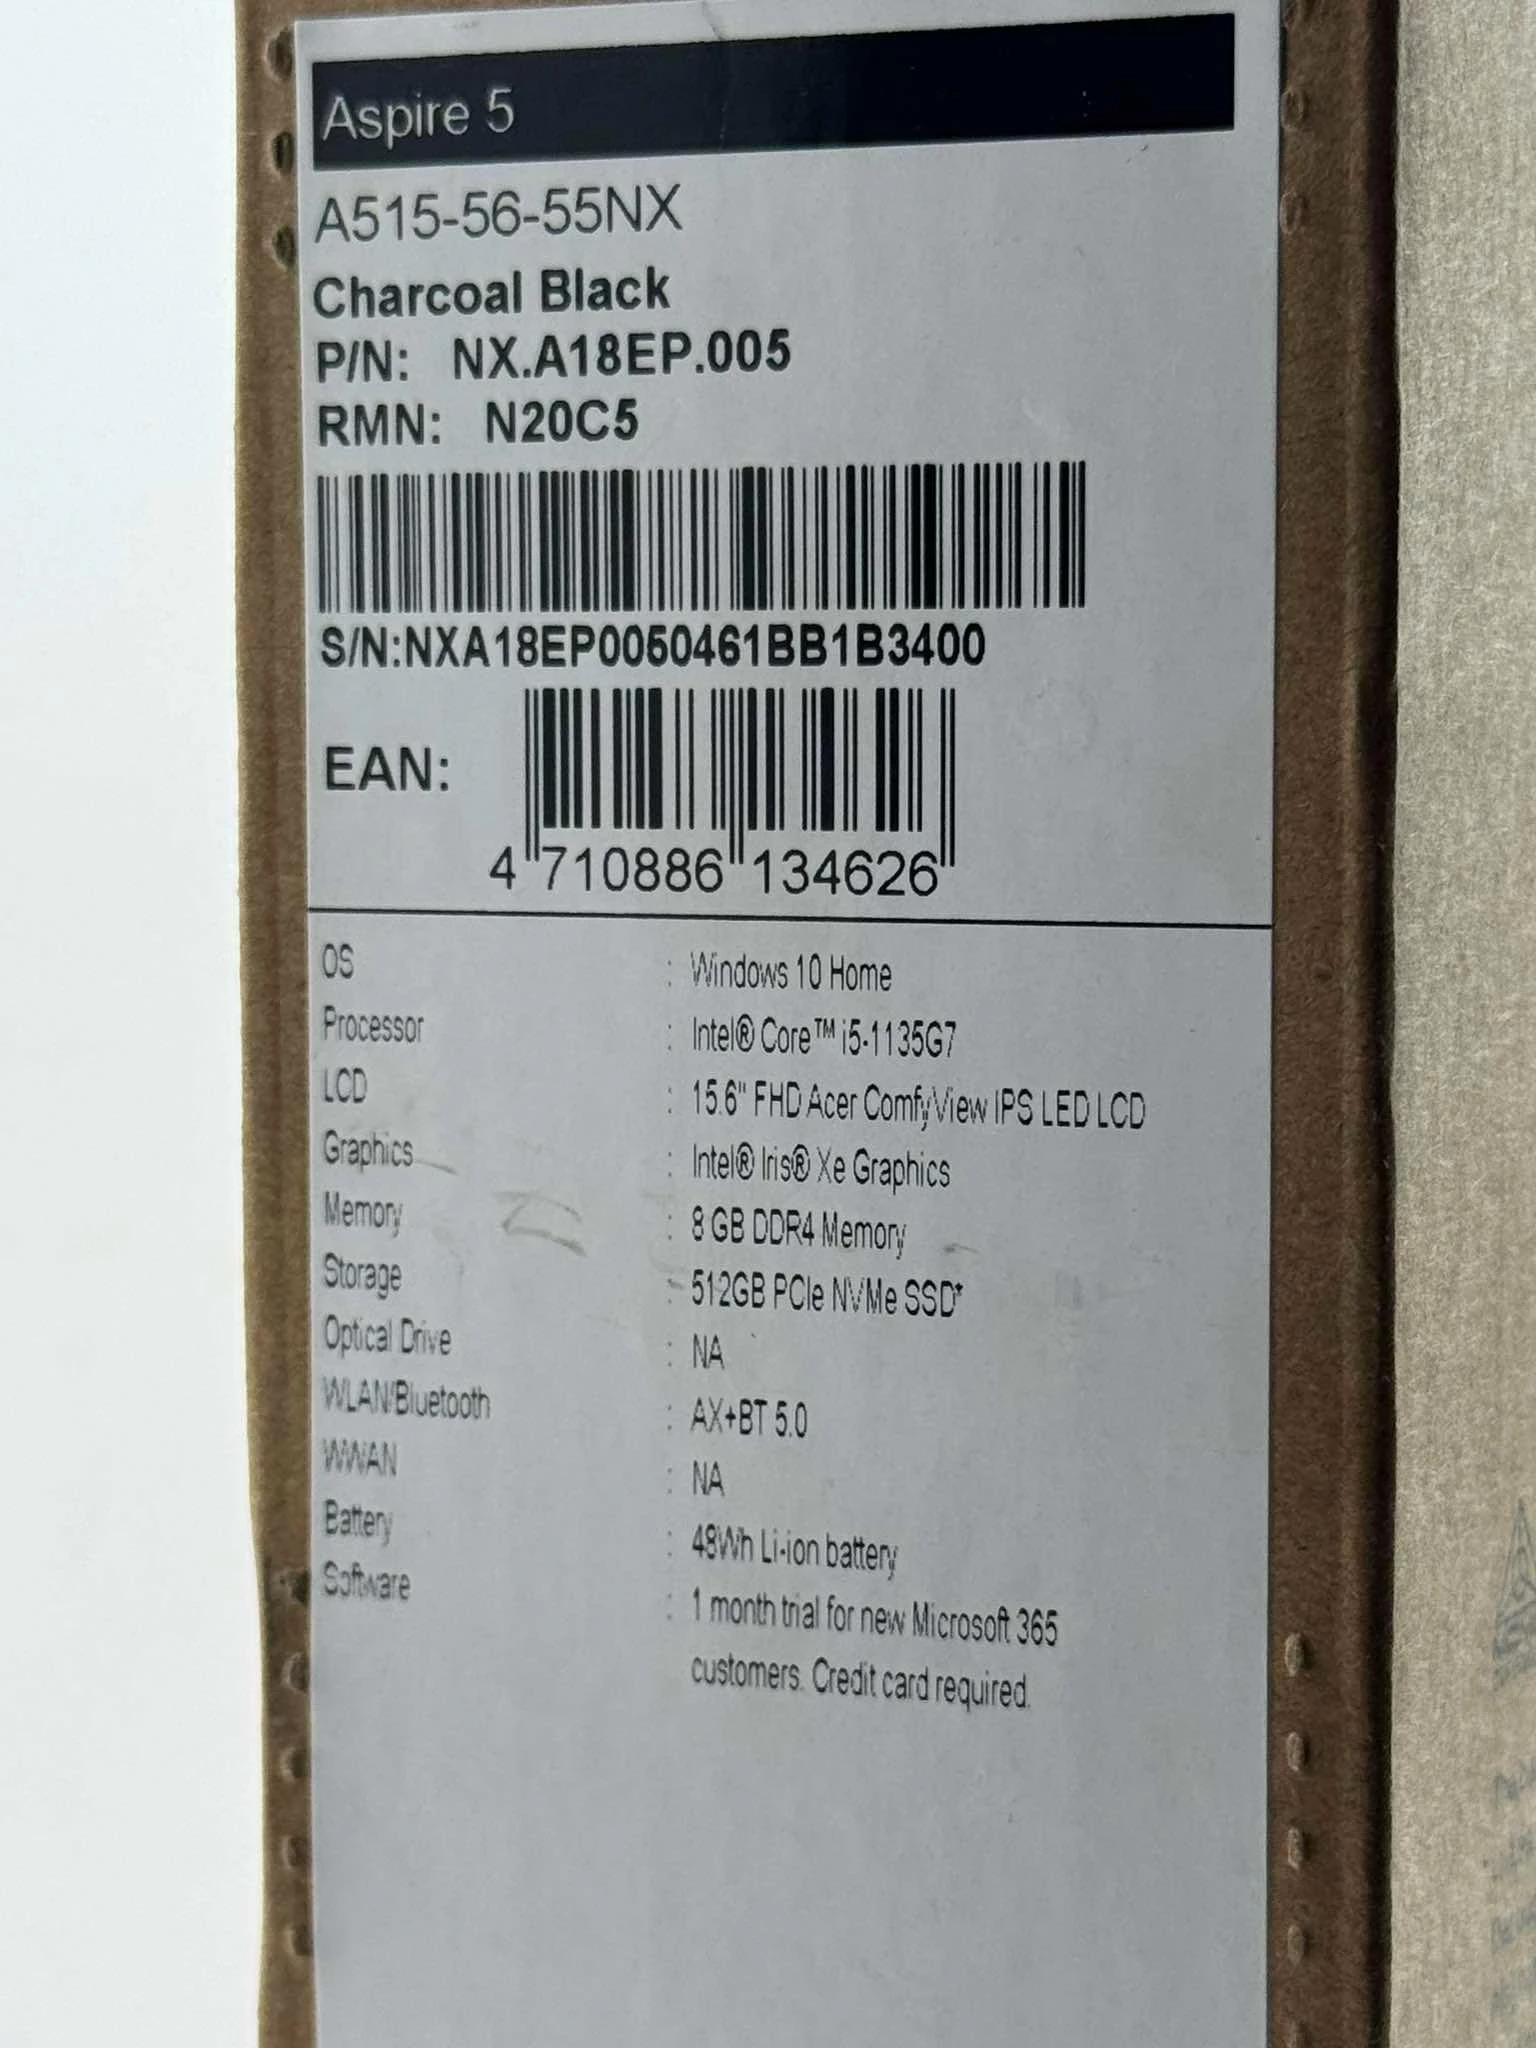 Aspire 5
A515-56-55NX
Charcoal Black
P/N: NX.A18EP.005
RMN: N20C5
S/N:NXA18EP0050461BB1B3400
EAN:
4 710886 134626
OS : Windows 10 Home
Processor : Intel® Core™ i5-1135G7
LCD : 15.6" FHD Acer ComfyView IPS LED LCD
Graphics : Intel® Iris® Xe Graphics
Memory : 8 GB DDR4 Memory
Storage : 512GB PCIe NVMe SSD*
Optical Drive : NA
WLAN/Bluetooth : AX+BT 5.0
WWAN : NA
Battery : 48Wh Li-ion battery
Software : 1 month trial for new Microsoft 365
customers. Credit card required.